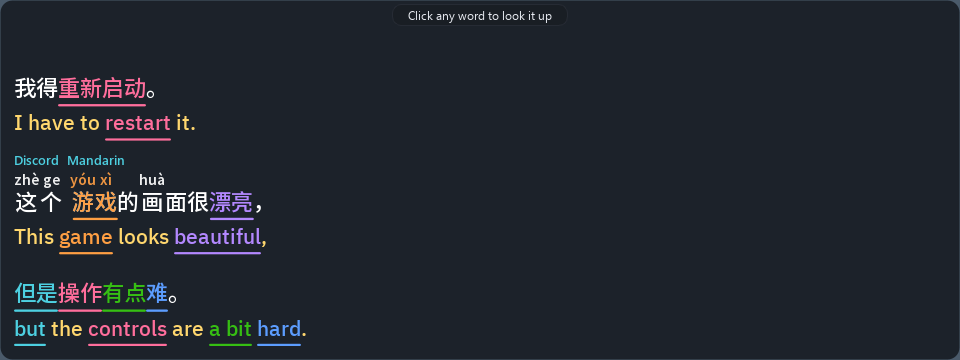 Click any word to look it up
我得重新启动。
I have to restart it.
Discord Mandarin
zhè ge yóu xì huà
这个游戏的画面很漂亮，
This game looks beautiful,
但是操作有点难。
but the controls are a bit hard.